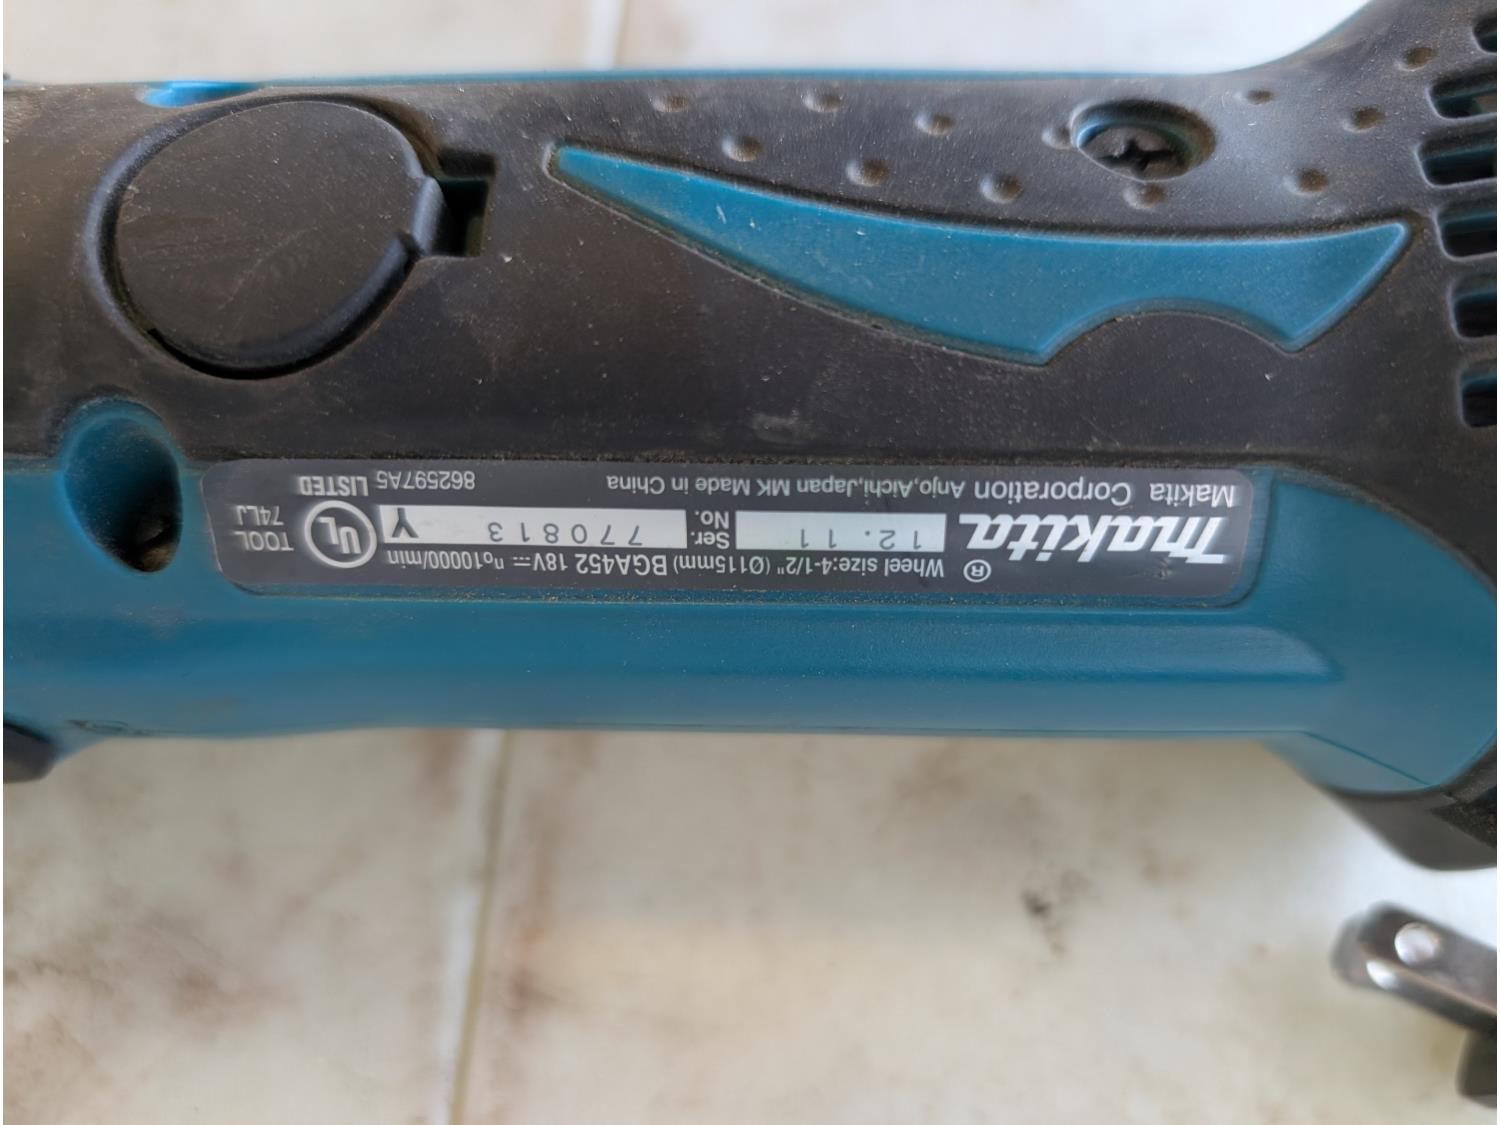 Wheel size:4-1/2" (Ø115mm) BGA452 18V⎓ n₀10000/min
makita®
12.11 Ser. No. 770813 Y
UL TOOL 74LJ
Makita Corporation Anjo,Aichi,Japan MK Made in China 862597A5 LISTED